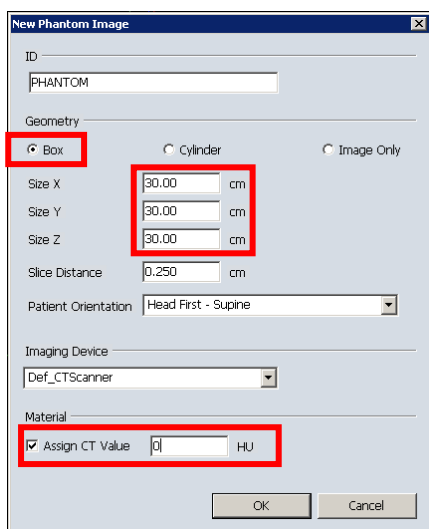 New Phantom Image
ID
PHANTOM
Geometry
Box Cylinder Image Only
Size X 30.00 cm
Size Y 30.00 cm
Size Z 30.00 cm
Slice Distance 0.250 cm
Patient Orientation Head First - Supine
Imaging Device
Def_CTScanner
Material
Assign CT Value 0 HU
OK Cancel